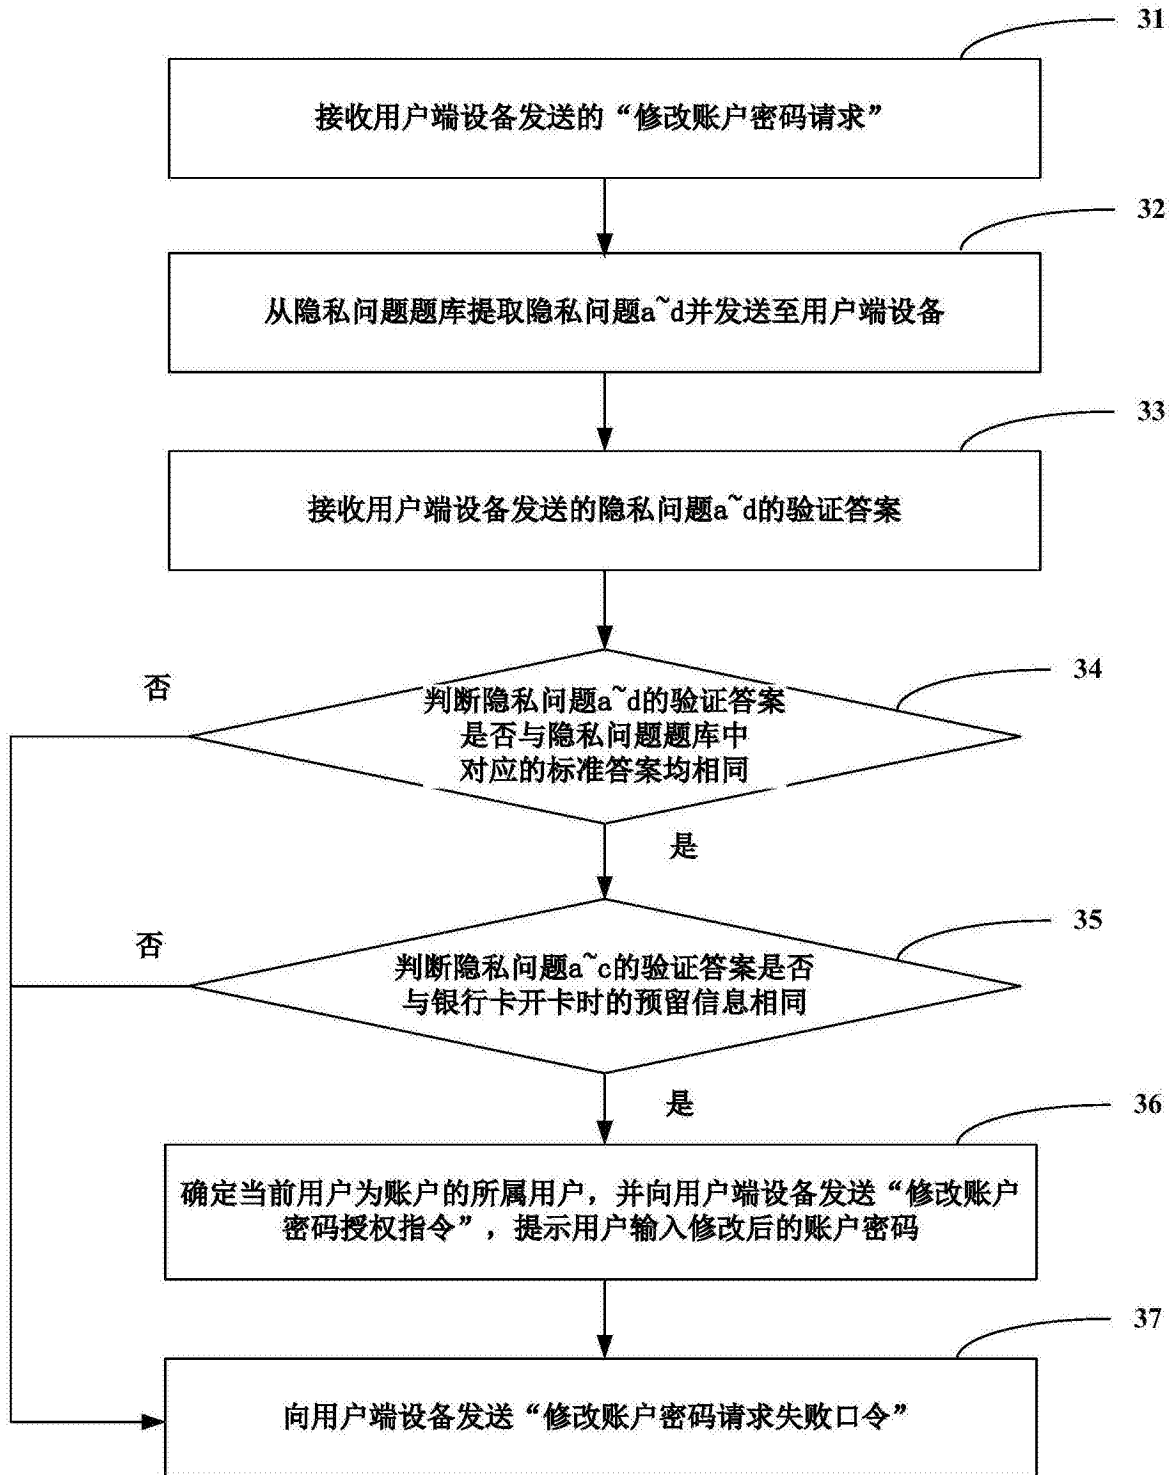 31
接收用户端设备发送的“修改账户密码请求”
32
从隐私问题题库提取隐私问题a~d并发送至用户端设备
33
接收用户端设备发送的隐私问题a~d的验证答案
34
否
判断隐私问题a~d的验证答案
是否与隐私问题题库中
对应的标准答案均相同
是
35
否
判断隐私问题a~c的验证答案是否
与银行卡开卡时的预留信息相同
是
36
确定当前用户为账户的所属用户，并向用户端设备发送“修改账户
密码授权指令”，提示用户输入修改后的账户密码
37
向用户端设备发送“修改账户密码请求失败口令”